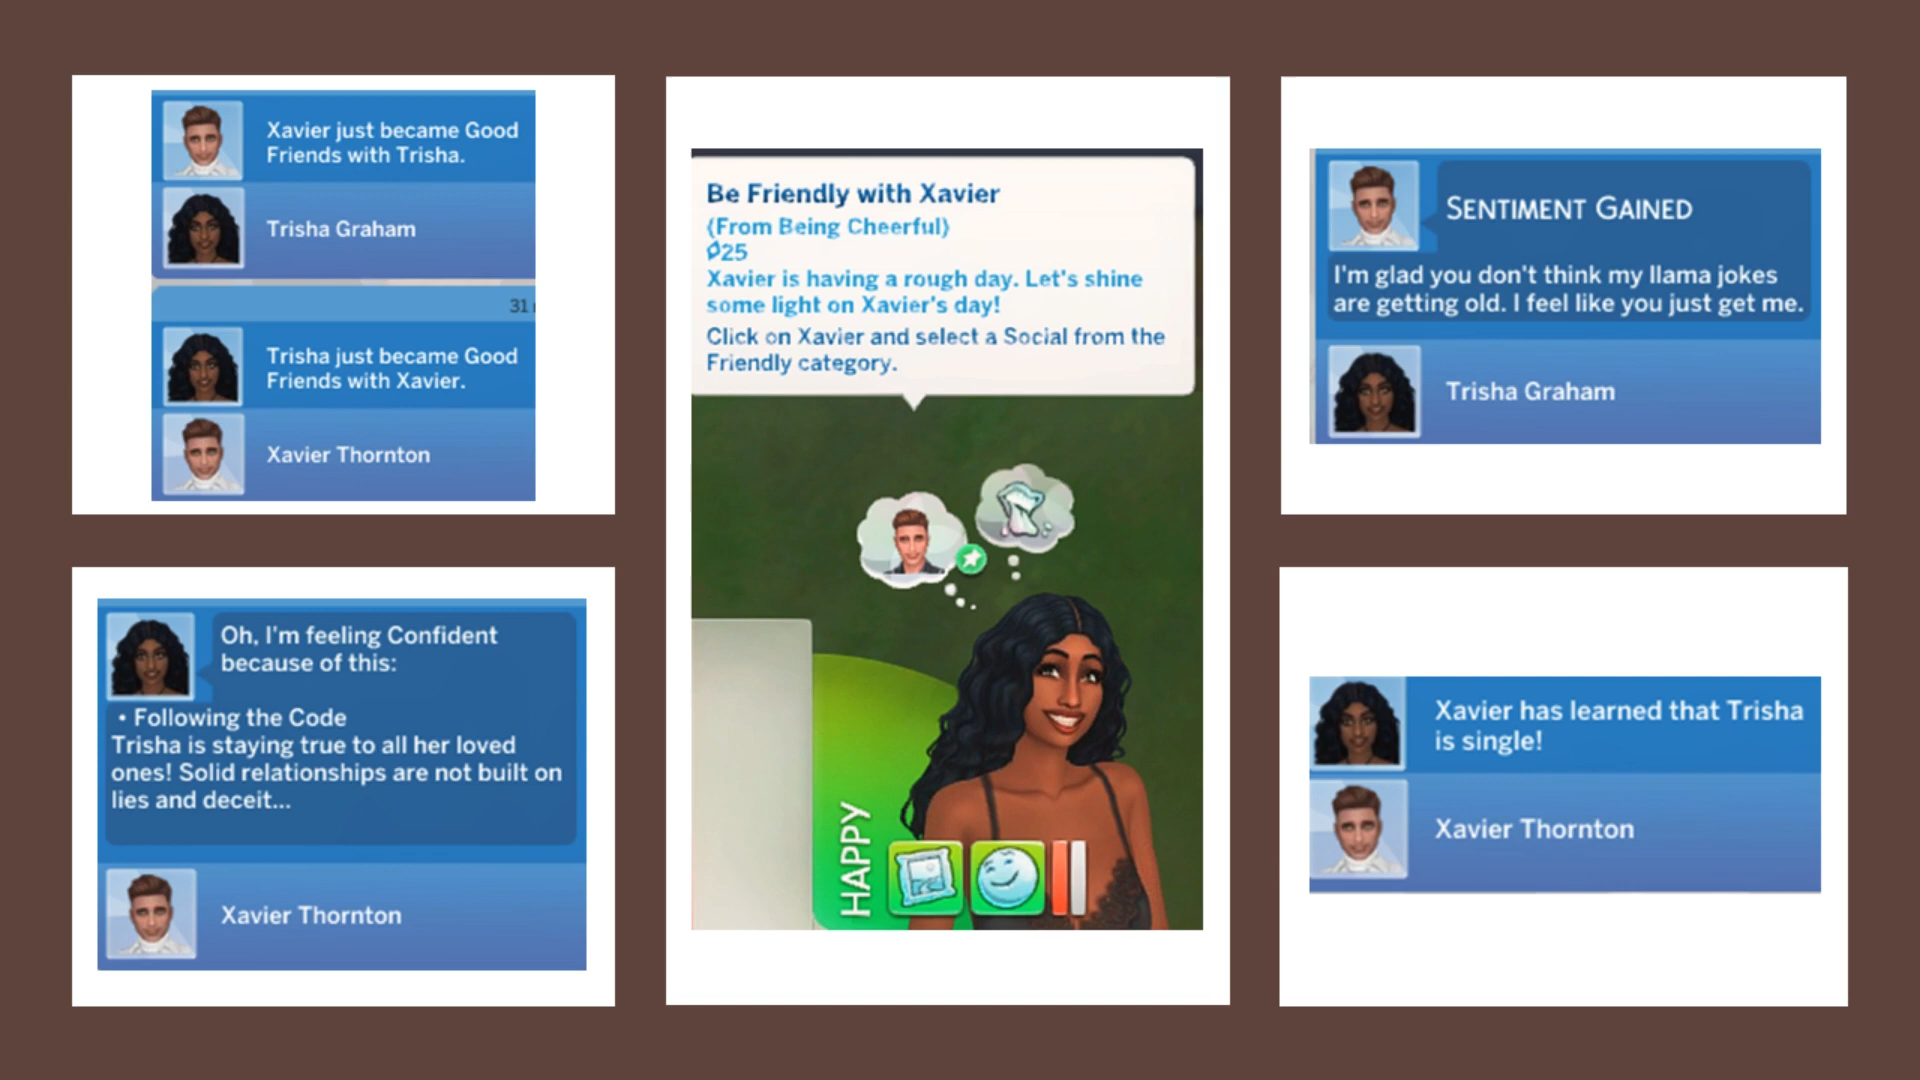 Xavier just became Good
Friends with Trisha.
Trisha Graham
31
Trisha just became Good
Friends with Xavier.
Xavier Thornton
Oh, I'm feeling Confident
because of this:
• Following the Code
Trisha is staying true to all her loved
ones! Solid relationships are not built on
lies and deceit...
Xavier Thornton
Be Friendly with Xavier
(From Being Cheerful)
25
Xavier is having a rough day. Let's shine
some light on Xavier's day!
Click on Xavier and select a Social from the
Friendly category.
HAPPY
SENTIMENT GAINED
I'm glad you don't think my llama jokes
are getting old. I feel like you just get me.
Trisha Graham
Xavier has learned that Trisha
is single!
Xavier Thornton